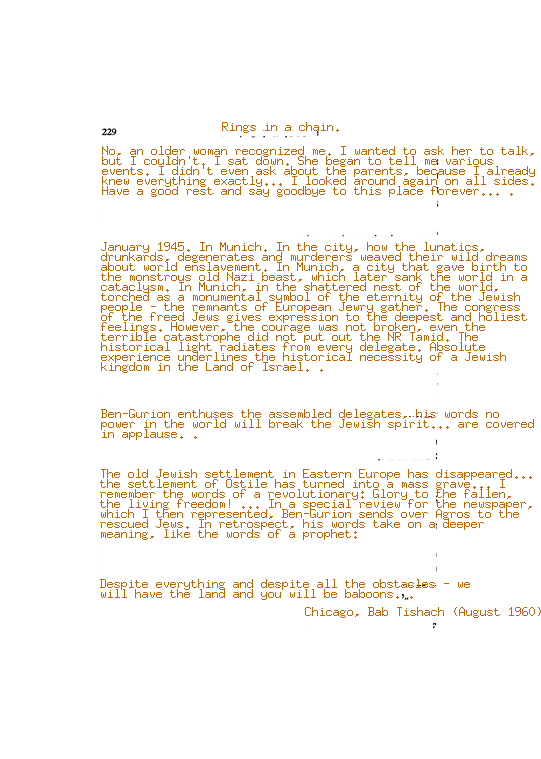 229
Rings in a chain.
No, an older woman recognized me. I wanted to ask her to talk,
but I couldn't. I sat down. She began to tell me various
events. I didn't even ask about the parents, because I already
knew everything exactly... I looked around again on all sides.
Have a good rest and say goodbye to this place forever... .
January 1945. In Munich. In the city, how the lunatics,
drunkards, degenerates and murderers weaved their wild dreams
about world enslavement. In Munich, a city that gave birth to
the monstrous old Nazi beast, which later sank the world in a
cataclysm. In Munich, in the shattered nest of the world,
torched as a monumental symbol of the eternity of the Jewish
people - the remnants of European Jewry gather. The congress
of the freed Jews gives expression to the deepest and holiest
feelings. However, the courage was not broken, even the
terrible catastrophe did not put out the NR Tamid. The
historical light radiates from every delegate. Absolute
experience underlines the historical necessity of a Jewish
kingdom in the Land of Israel. .
Ben-Gurion enthuses the assembled delegates, his words no
power in the world will break the Jewish spirit... are covered
in applause. .
The old Jewish settlement in Eastern Europe has disappeared...
the settlement of Ostile has turned into a mass grave... I
remember the words of a revolutionary: Glory to the fallen,
the living freedom! ... In a special review for the newspaper,
which I then represented, Ben-Gurion sends over Agros to the
rescued Jews. In retrospect, his words take on a deeper
meaning, like the words of a prophet:
Despite everything and despite all the obstacles - we
will have the land and you will be baboons...
Chicago, Bab Tishach (August 1960)